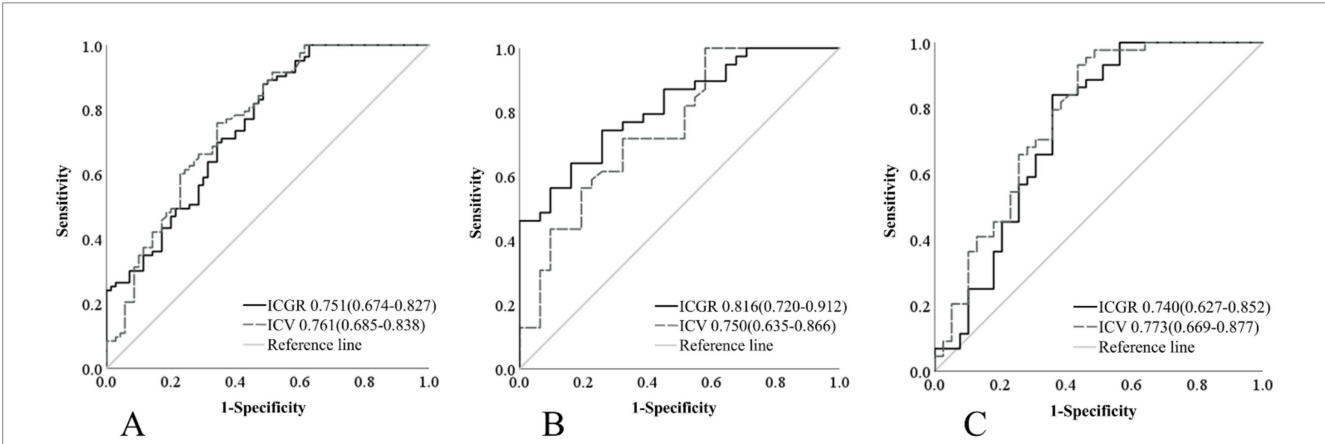 Sensitivity
1.0
0.8
0.6
0.4
0.2
0.0
ICGR 0.751(0.674-0.827)
ICV 0.761(0.685-0.838)
Reference line
0.0 0.2 0.4 0.6 0.8 1.0
1-Specificity
A
Sensitivity
1.0
0.8
0.6
0.4
0.2
0.0
ICGR 0.816(0.720-0.912)
ICV 0.750(0.635-0.866)
Reference line
0.0 0.2 0.4 0.6 0.8 1.0
1-Specificity
B
Sensitivity
1.0
0.8
0.6
0.4
0.2
0.0
ICGR 0.740(0.627-0.852)
ICV 0.773(0.669-0.877)
Reference line
0.0 0.2 0.4 0.6 0.8 1.0
1-Specificity
C